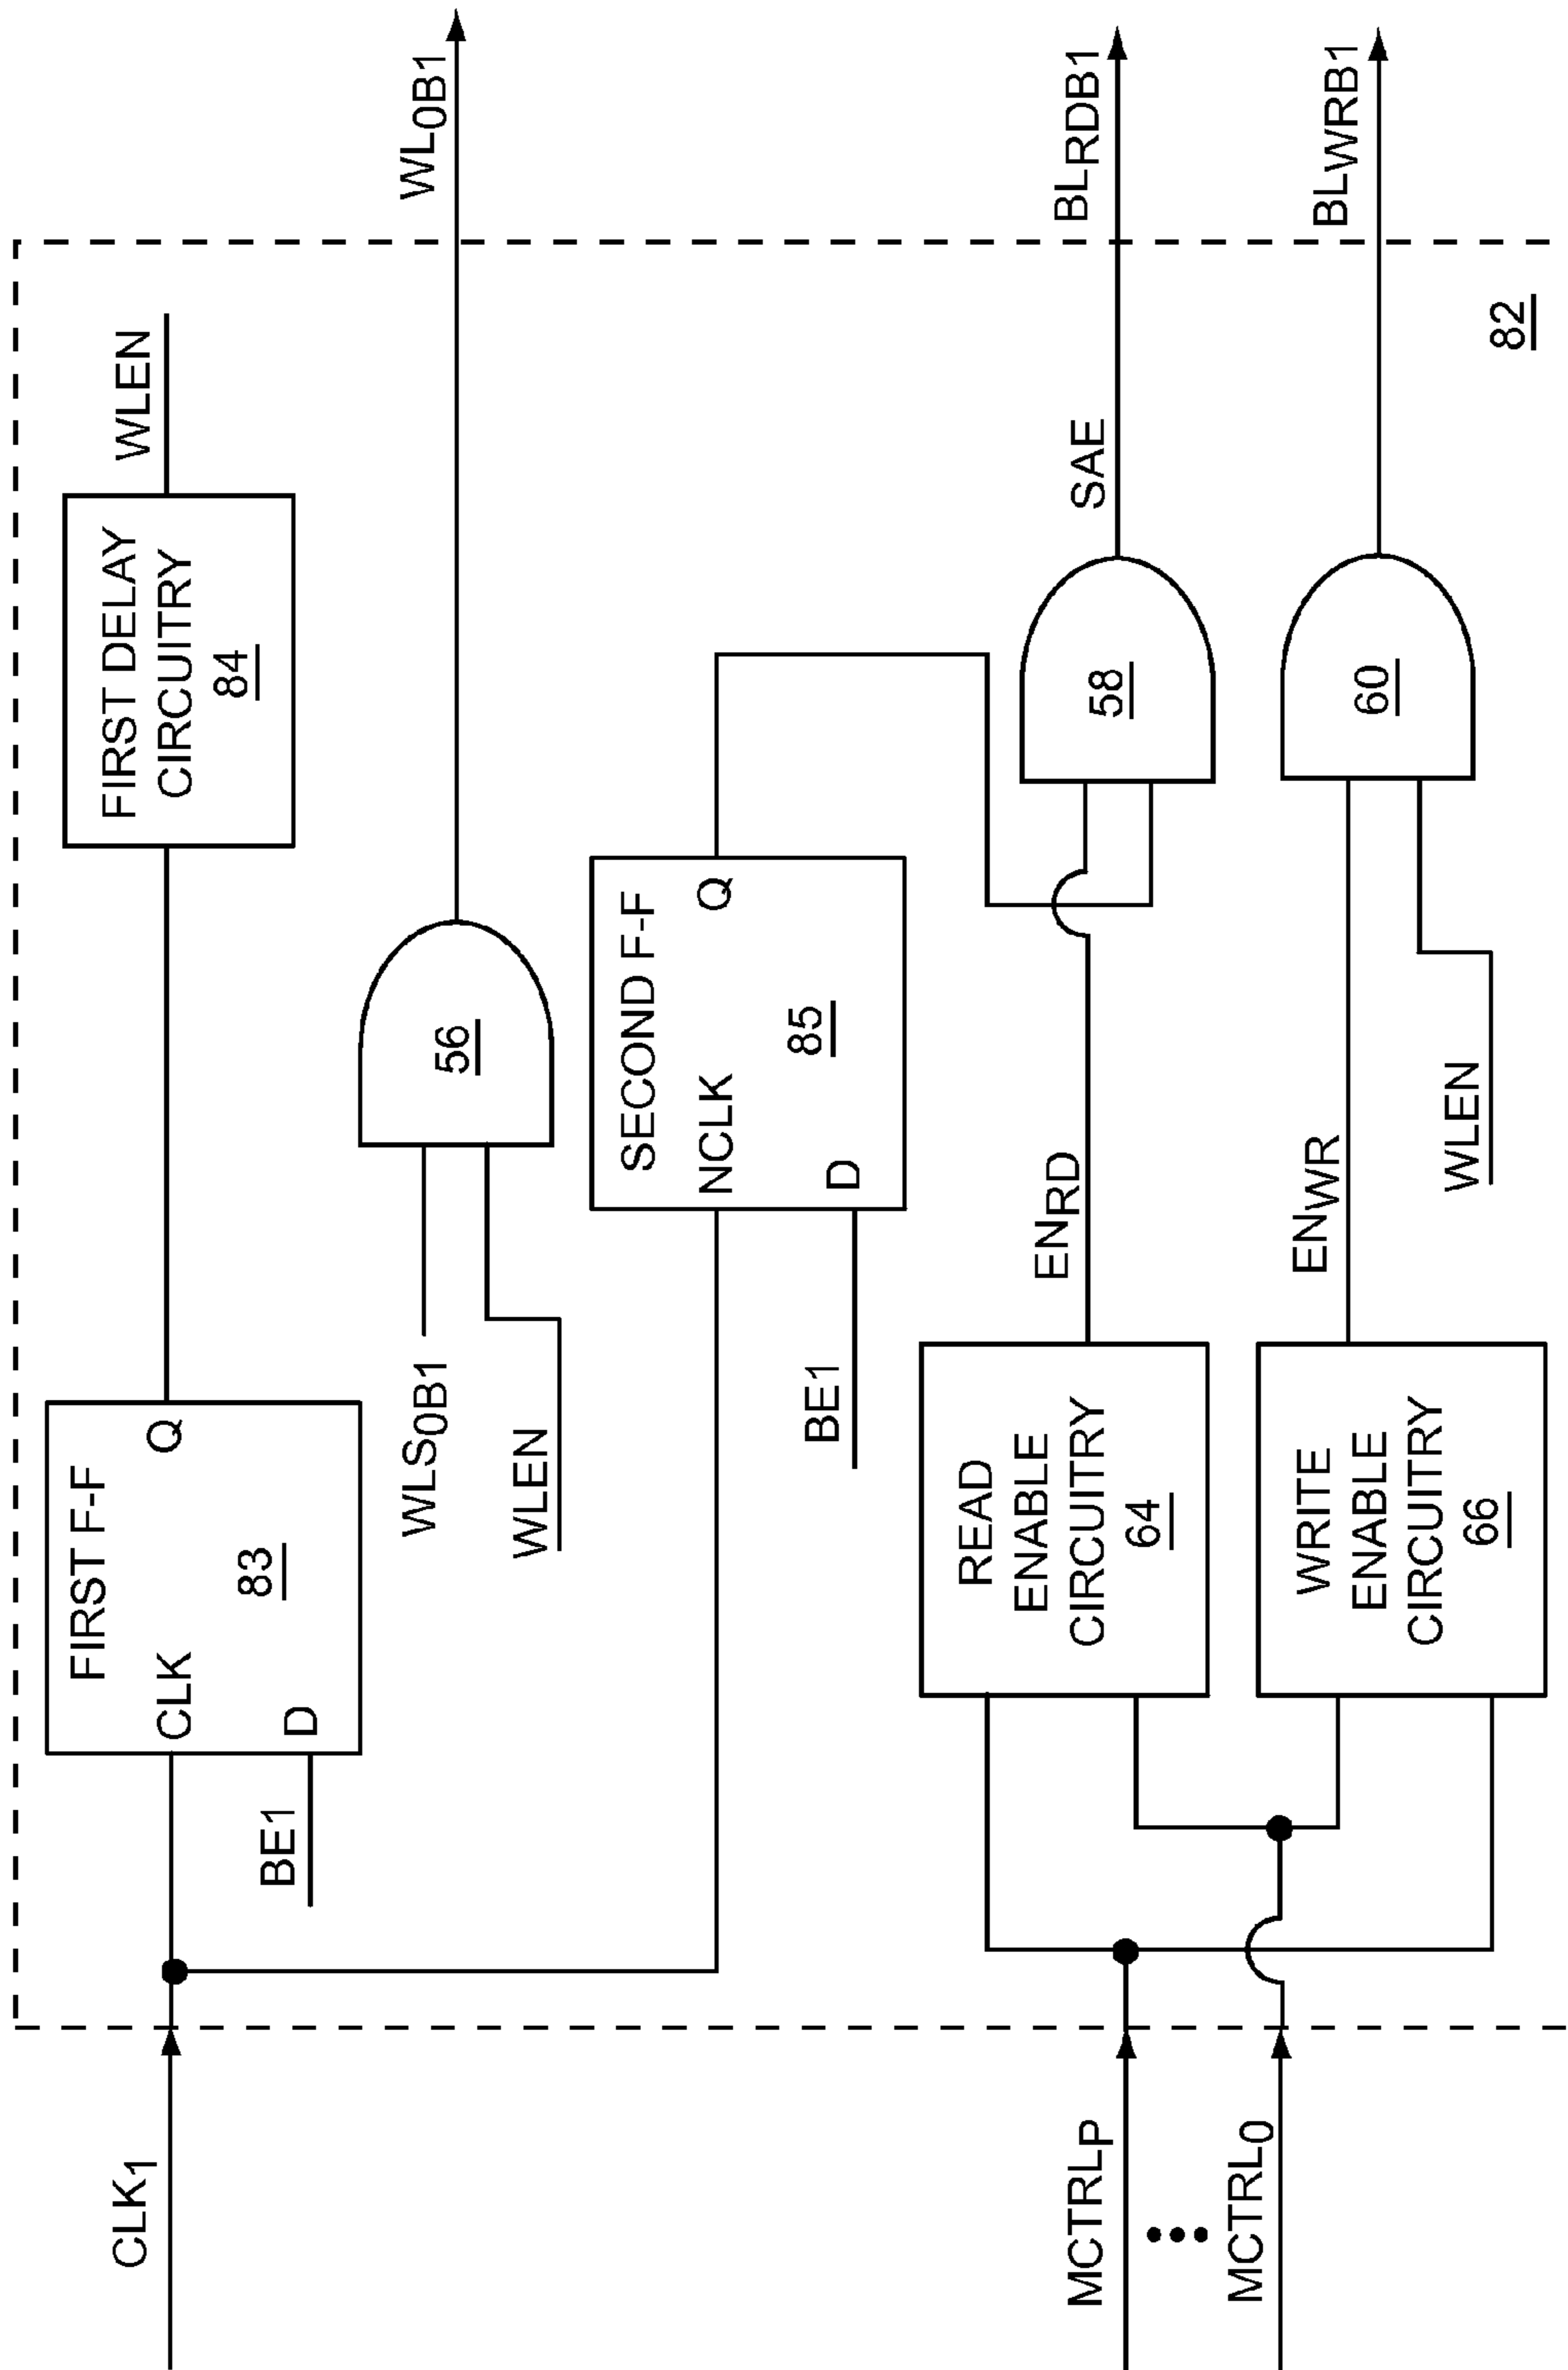 CLK1
FIRST F-F
CLK
Q
D
83
BE1
FIRST DELAY
CIRCUITRY
84
WLEN
WLS0B1
WLEN
56
WL0B1
SECOND F-F
NCLK
Q
D
85
BE1
MCTRLP
MCTRL0
READ
ENABLE
CIRCUITRY
64
ENRD
58
SAE
BLRDB1
WRITE
ENABLE
CIRCUITRY
66
ENWR
WLEN
60
BLWRB1
82